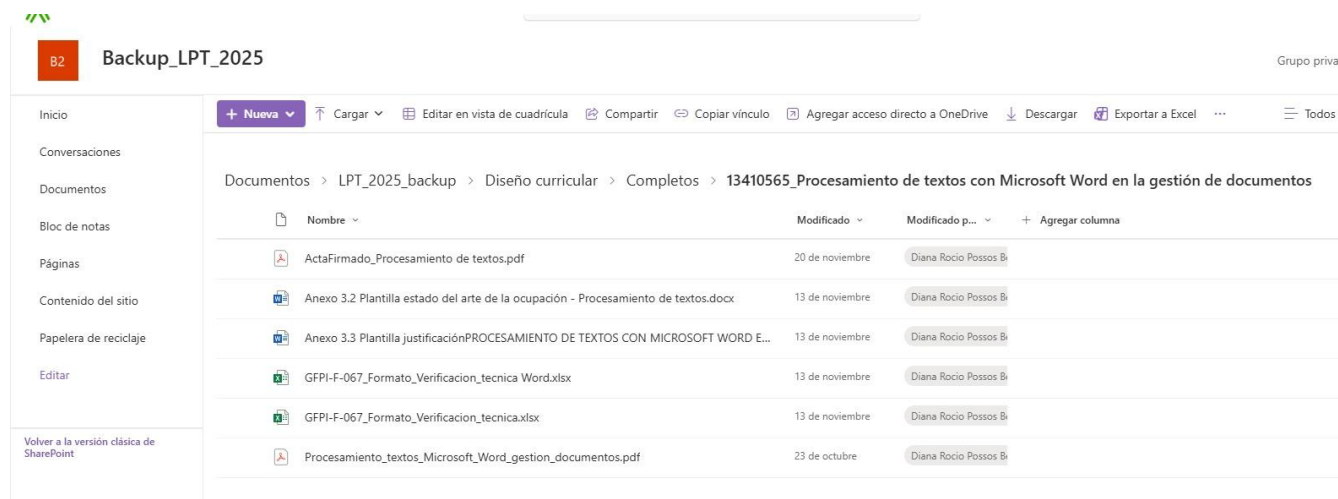 B2 Backup_LPT_2025
Grupo priva
Inicio
Conversaciones
Documentos
Bloc de notas
Páginas
Contenido del sitio
Papelera de reciclaje
Editar
Volver a la versión clásica de
SharePoint
+ Nueva Cargar Editar en vista de cuadrícula Compartir Copiar vínculo Agregar acceso directo a OneDrive Descargar Exportar a Excel ··· Todos
Documentos > LPT_2025_backup > Diseño curricular > Completos > 13410565_Procesamiento de textos con Microsoft Word en la gestión de documentos
Nombre Modificado Modificado p... + Agregar columna
ActaFirmado_Procesamiento de textos.pdf 20 de noviembre Diana Rocio Possos Be
Anexo 3.2 Plantilla estado del arte de la ocupación - Procesamiento de textos.docx 13 de noviembre Diana Rocio Possos Be
Anexo 3.3 Plantilla justificaciónPROCESAMIENTO DE TEXTOS CON MICROSOFT WORD E... 13 de noviembre Diana Rocio Possos Be
GFPI-F-067_Formato_Verificacion_tecnica Word.xlsx 13 de noviembre Diana Rocio Possos Be
GFPI-F-067_Formato_Verificacion_tecnica.xlsx 13 de noviembre Diana Rocio Possos Be
Procesamiento_textos_Microsoft_Word_gestion_documentos.pdf 23 de octubre Diana Rocio Possos Be